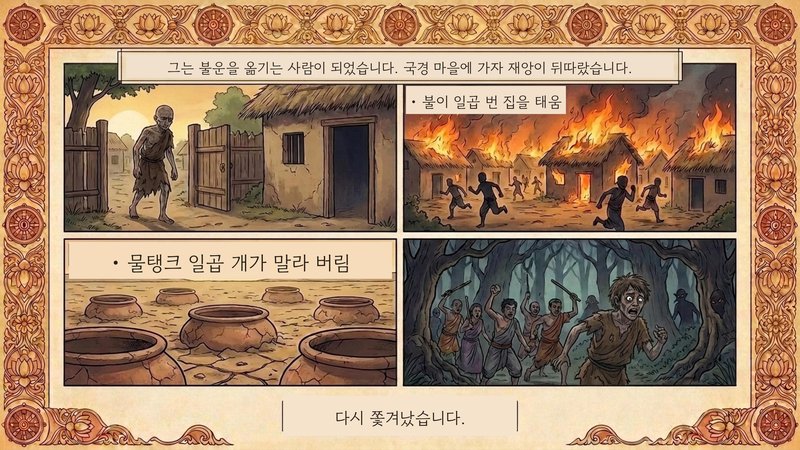 그는 불운을 옮기는 사람이 되었습니다. 국경 마을에 가자 재앙이 뒤따랐습니다.
• 불이 일곱 번 집을 태움
• 물탱크 일곱 개가 말라 버림
다시 쫓겨났습니다.